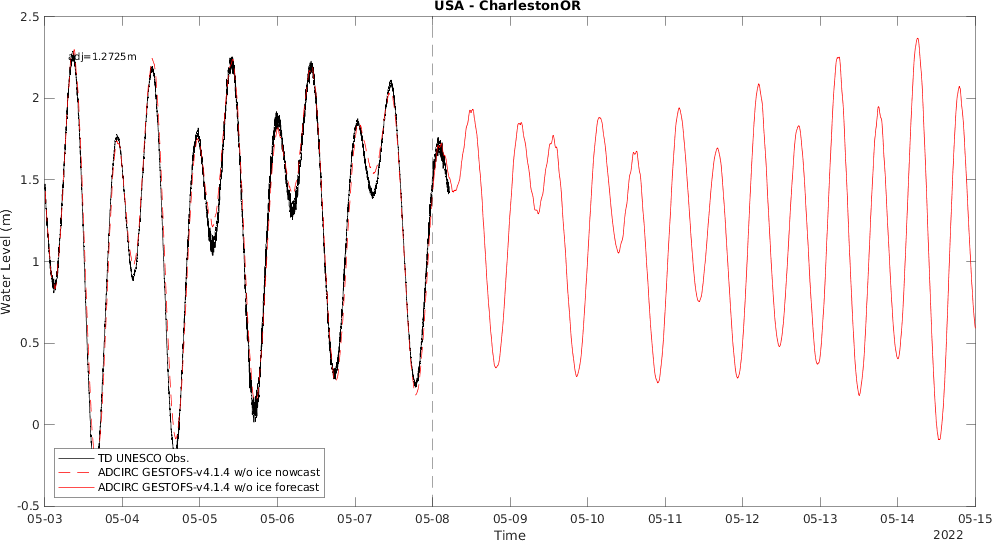 USA - CharlestonOR
adj=1.2725m
2.5
2
1.5
1
0.5
0
-0.5
Water Level (m)
TD UNESCO Obs.
ADCIRC GESTOFS-v4.1.4 w/o ice nowcast
ADCIRC GESTOFS-v4.1.4 w/o ice forecast
05-03 05-04 05-05 05-06 05-07 05-08 05-09 05-10 05-11 05-12 05-13 05-14 05-15
Time
2022